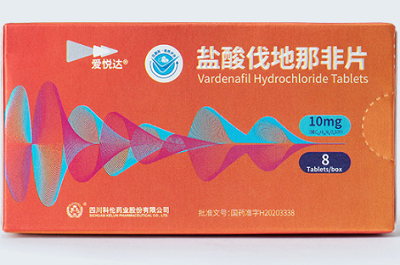 爱悦达®
盐酸伐地那非片
Vardenafil Hydrochloride Tablets
10mg
8
Tablets/box
四川科伦药业股份有限公司
SICHUAN KELUN PHARMACEUTICAL CO., LTD.
批准文号：国药准字H20203338